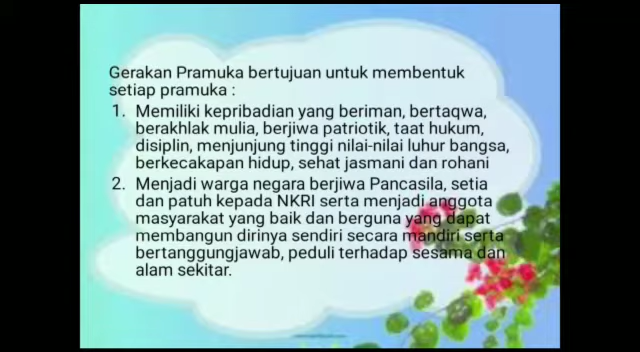 Gerakan Pramuka bertujuan untuk membentuk
setiap pramuka :
1. Memiliki kepribadian yang beriman, bertaqwa,
berakhlak mulia, berjiwa patriotik, taat hukum,
disiplin, menjunjung tinggi nilai-nilai luhur bangsa,
berkecakapan hidup, sehat jasmani dan rohani
2. Menjadi warga negara berjiwa Pancasila, setia
dan patuh kepada NKRI serta menjadi anggota
masyarakat yang baik dan berguna yang dapat
membangun dirinya sendiri secara mandiri serta
bertanggungjawab, peduli terhadap sesama dan
alam sekitar.